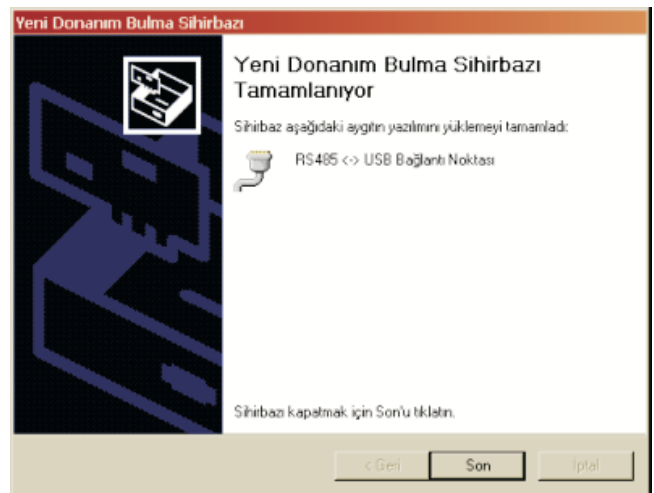 Yeni Donanım Bulma Sihirbazı
Yeni Donanım Bulma Sihirbazı
Tamamlanıyor
Sihirbaz aşağıdaki aygıtın yazılımını yüklemeyi tamamladı:
RS485 <-> USB Bağlantı Noktası
Sihirbazı kapatmak için Son'u tıklatın.
< Geri
Son
İptal